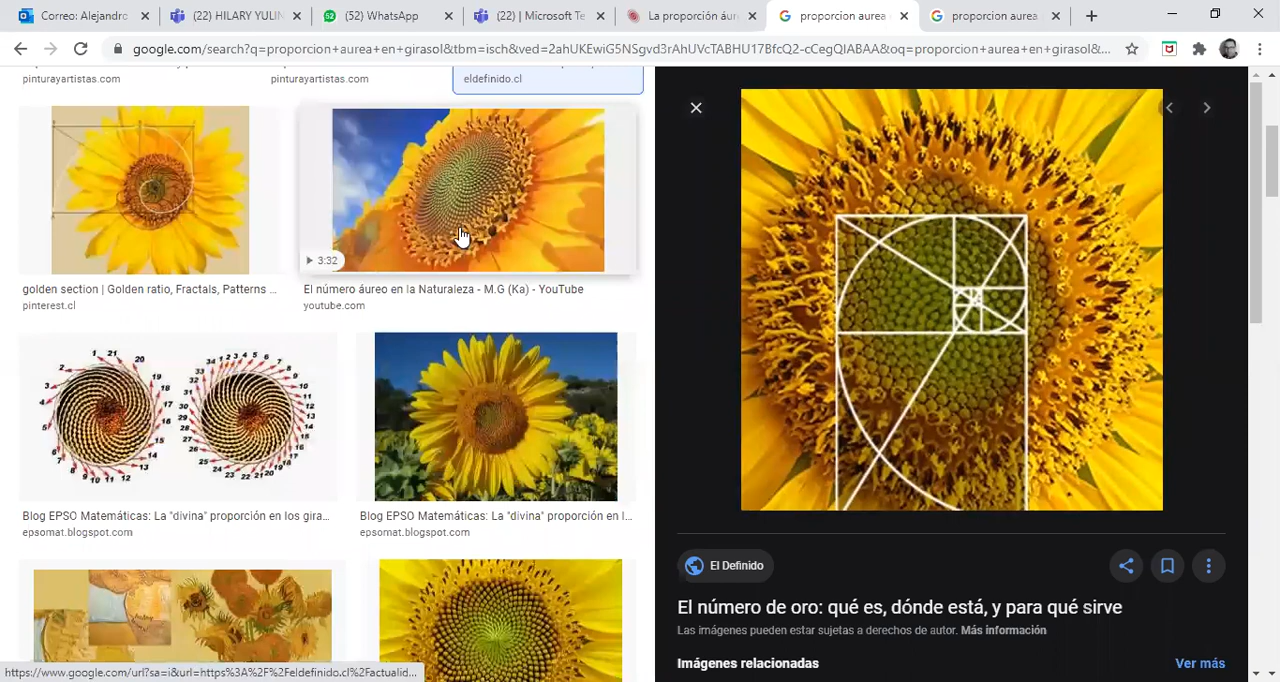 Correo: Alejandro
(22) HILARY YULIN
(52) WhatsApp
(22) | Microsoft Te
La proporción áur
proporcion aurea
proporcion aurea
google.com/search?q=proporcion+aurea+en+girasol&tbm=isch&ved=2ahUKEwiG5NSgvd3rAhUVcTABHU17BfcQ2-cCegQIABAA&oq=proporcion+aurea+en+girasol&...
pinturayartistas.com
pinturayartistas.com
eldefinido.cl
3:32
golden section | Golden ratio, Fractals, Patterns ...
El número áureo en la Naturaleza - M.G (Ka) - YouTube
pinterest.cl
youtube.com
Blog EPSO Matemáticas: La "divina" proporción en los gira...
Blog EPSO Matemáticas: La "divina" proporción en l...
epsomat.blogspot.com
epsomat.blogspot.com
El Definido
El número de oro: qué es, dónde está, y para qué sirve
Las imágenes pueden estar sujetas a derechos de autor. Más información
Imágenes relacionadas
Ver más
https://www.google.com/url?sa=i&url=https%3A%2F%2Feldefinido.cl%2Factualid...